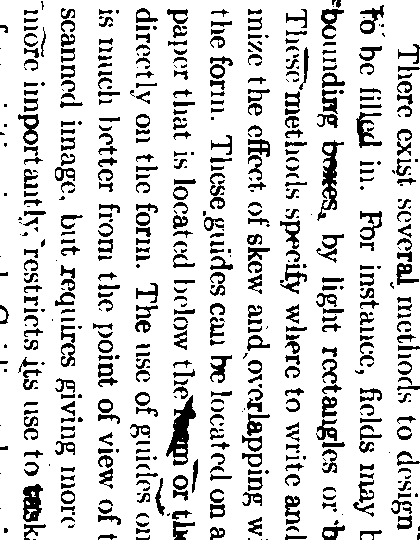 There exist several methods to design
to be filled in. For instance, fields may b
bounding boxes, by light rectangles or b
These methods specify where to write and
mize the effect of skew and overlapping w
the form. These guides can be located on a
paper that is located below the form or th
directly on the form. The use of guides on
is much better from the point of view of t
scanned image, but requires giving more
more importantly, restricts its use to task